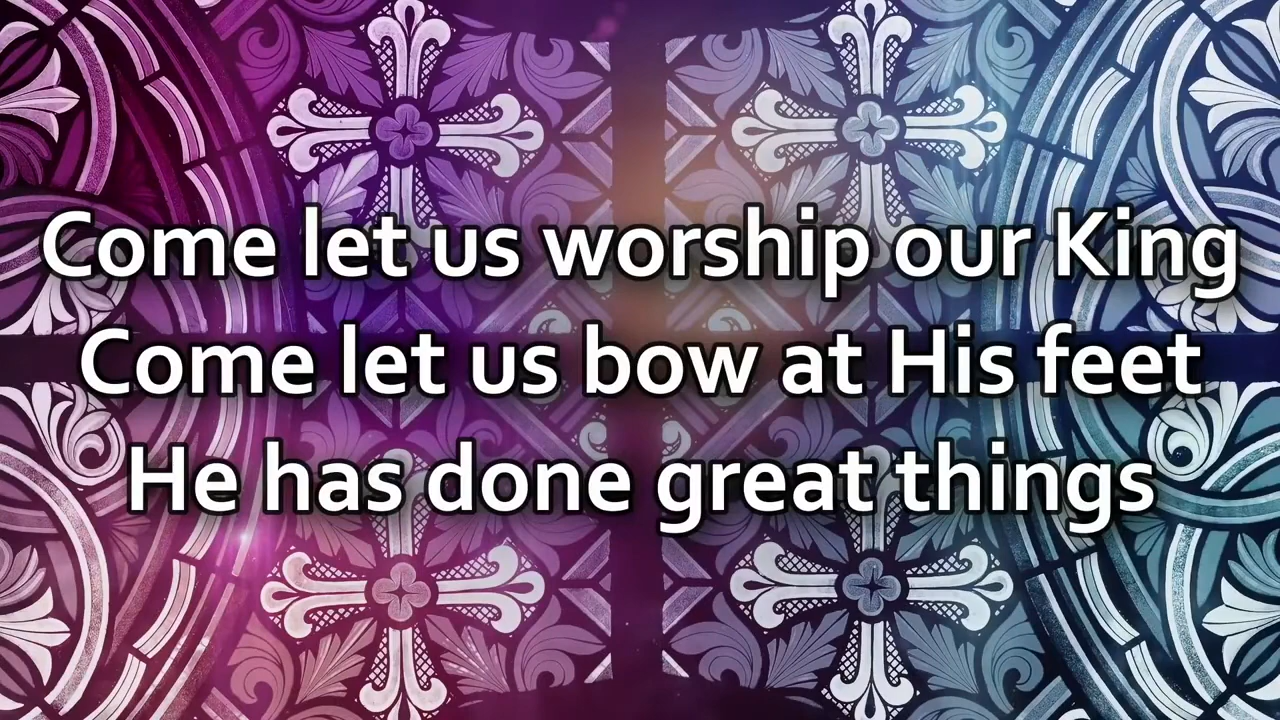 Come let us worship our King
Come let us bow at His feet
He has done great things